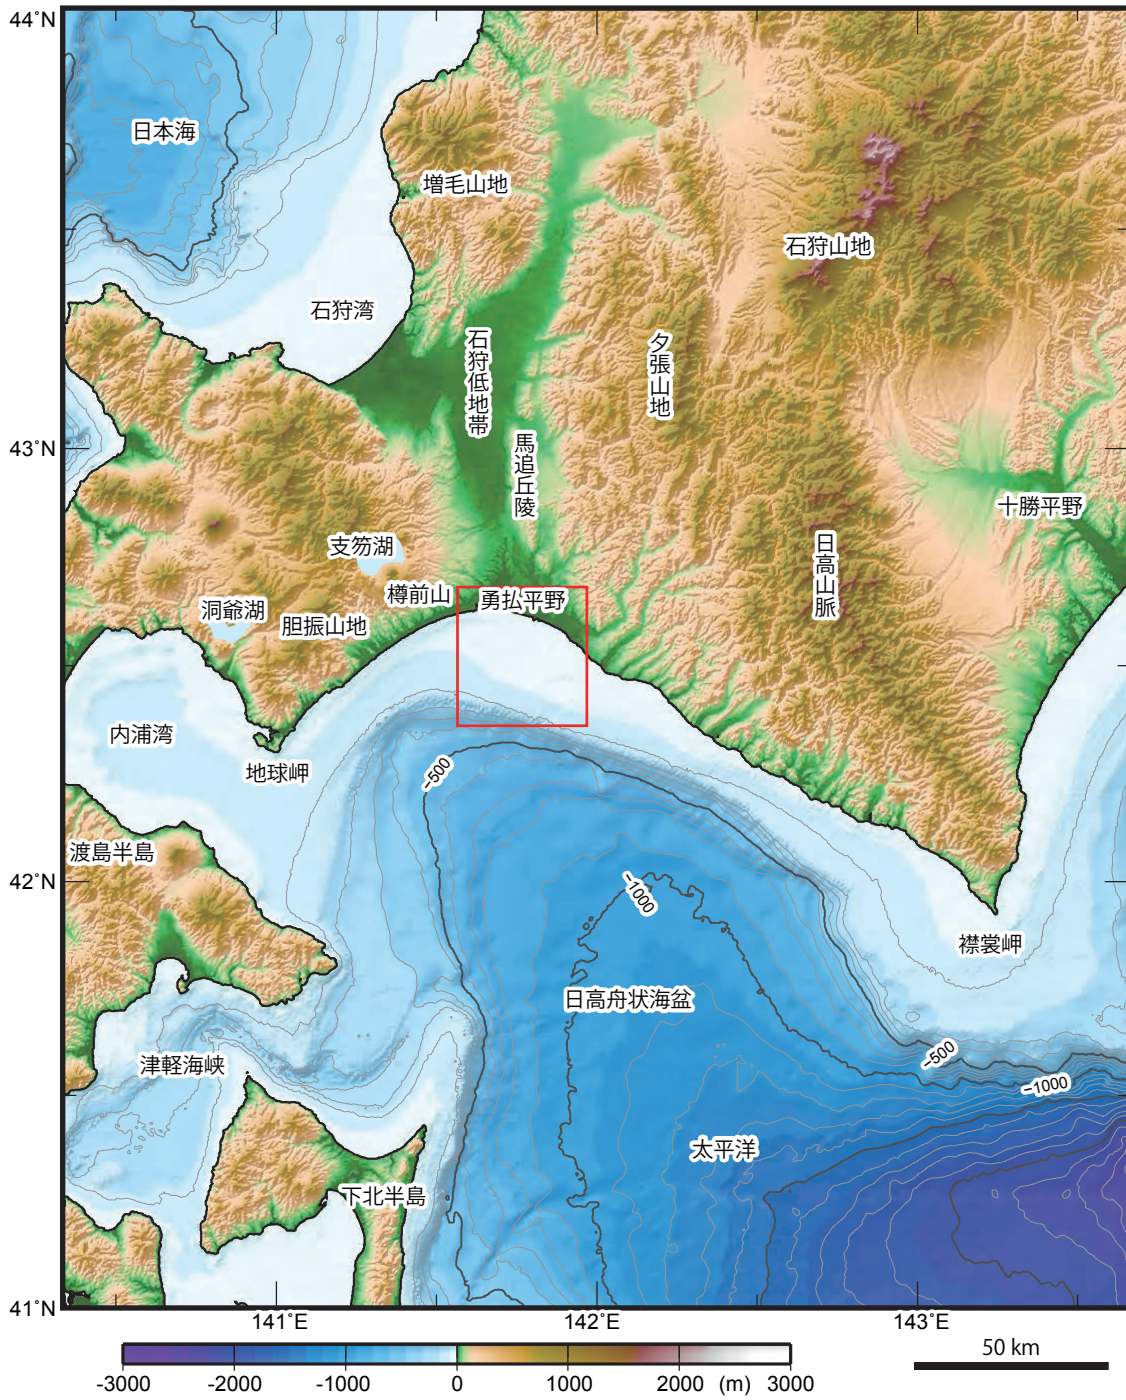 44˚N
日本海
増毛山地
石狩山地
石狩湾
石狩低地帯
夕張山地
43˚N
馬追丘陵
十勝平野
支笏湖
日高山脈
樽前山
勇払平野
洞爺湖
胆振山地
内浦湾
地球岬
−500
渡島半島
42˚N
−1000
襟裳岬
日高舟状海盆
津軽海峡
−500
−1000
太平洋
下北半島
41˚N
141˚E
142˚E
143˚E
50 km
-3000
-2000
-1000
0
1000
2000
(m)
3000